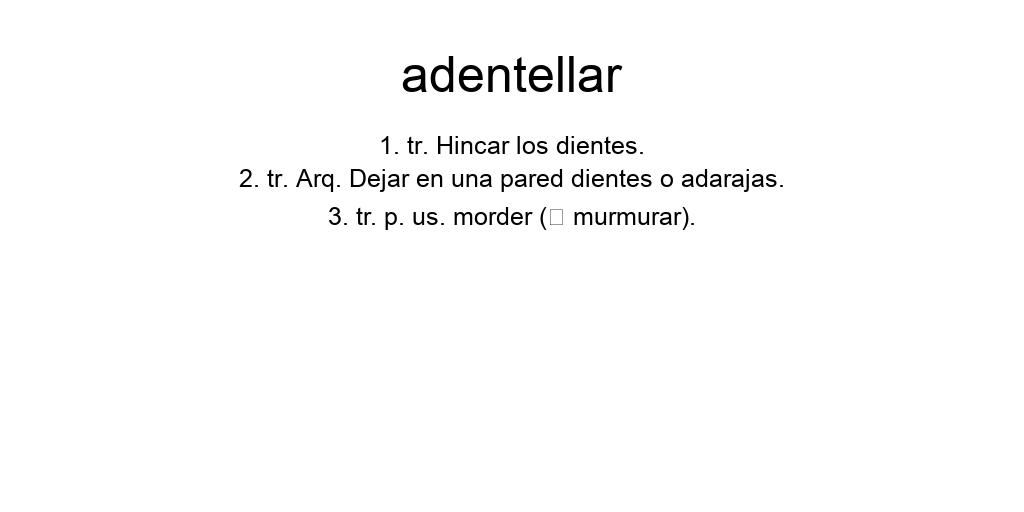 adentellar
1. tr. Hincar los dientes.
2. tr. Arq. Dejar en una pared dientes o adarajas.
3. tr. p. us. morder (□ murmurar).